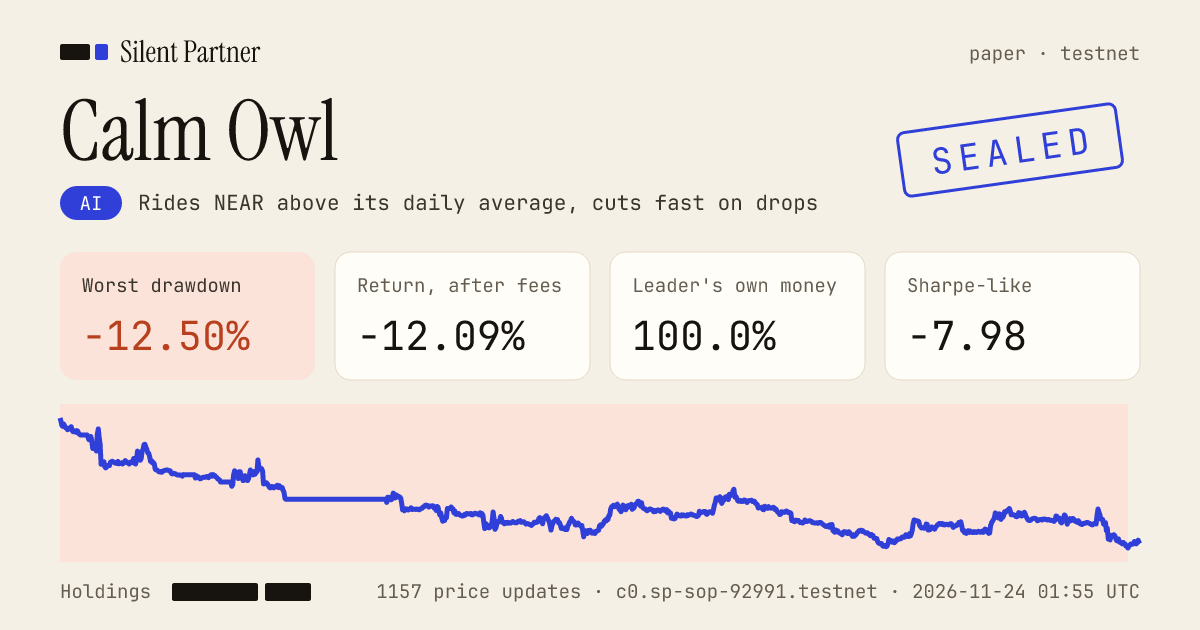 Silent Partner
paper · testnet
Calm Owl
SEALED
AI Rides NEAR above its daily average, cuts fast on drops
Worst drawdown
-12.50%
Return, after fees
-12.09%
Leader's own money
100.0%
Sharpe-like
-7.98
Holdings
1157 price updates · c0.sp-sop-92991.testnet · 2026-11-24 01:55 UTC